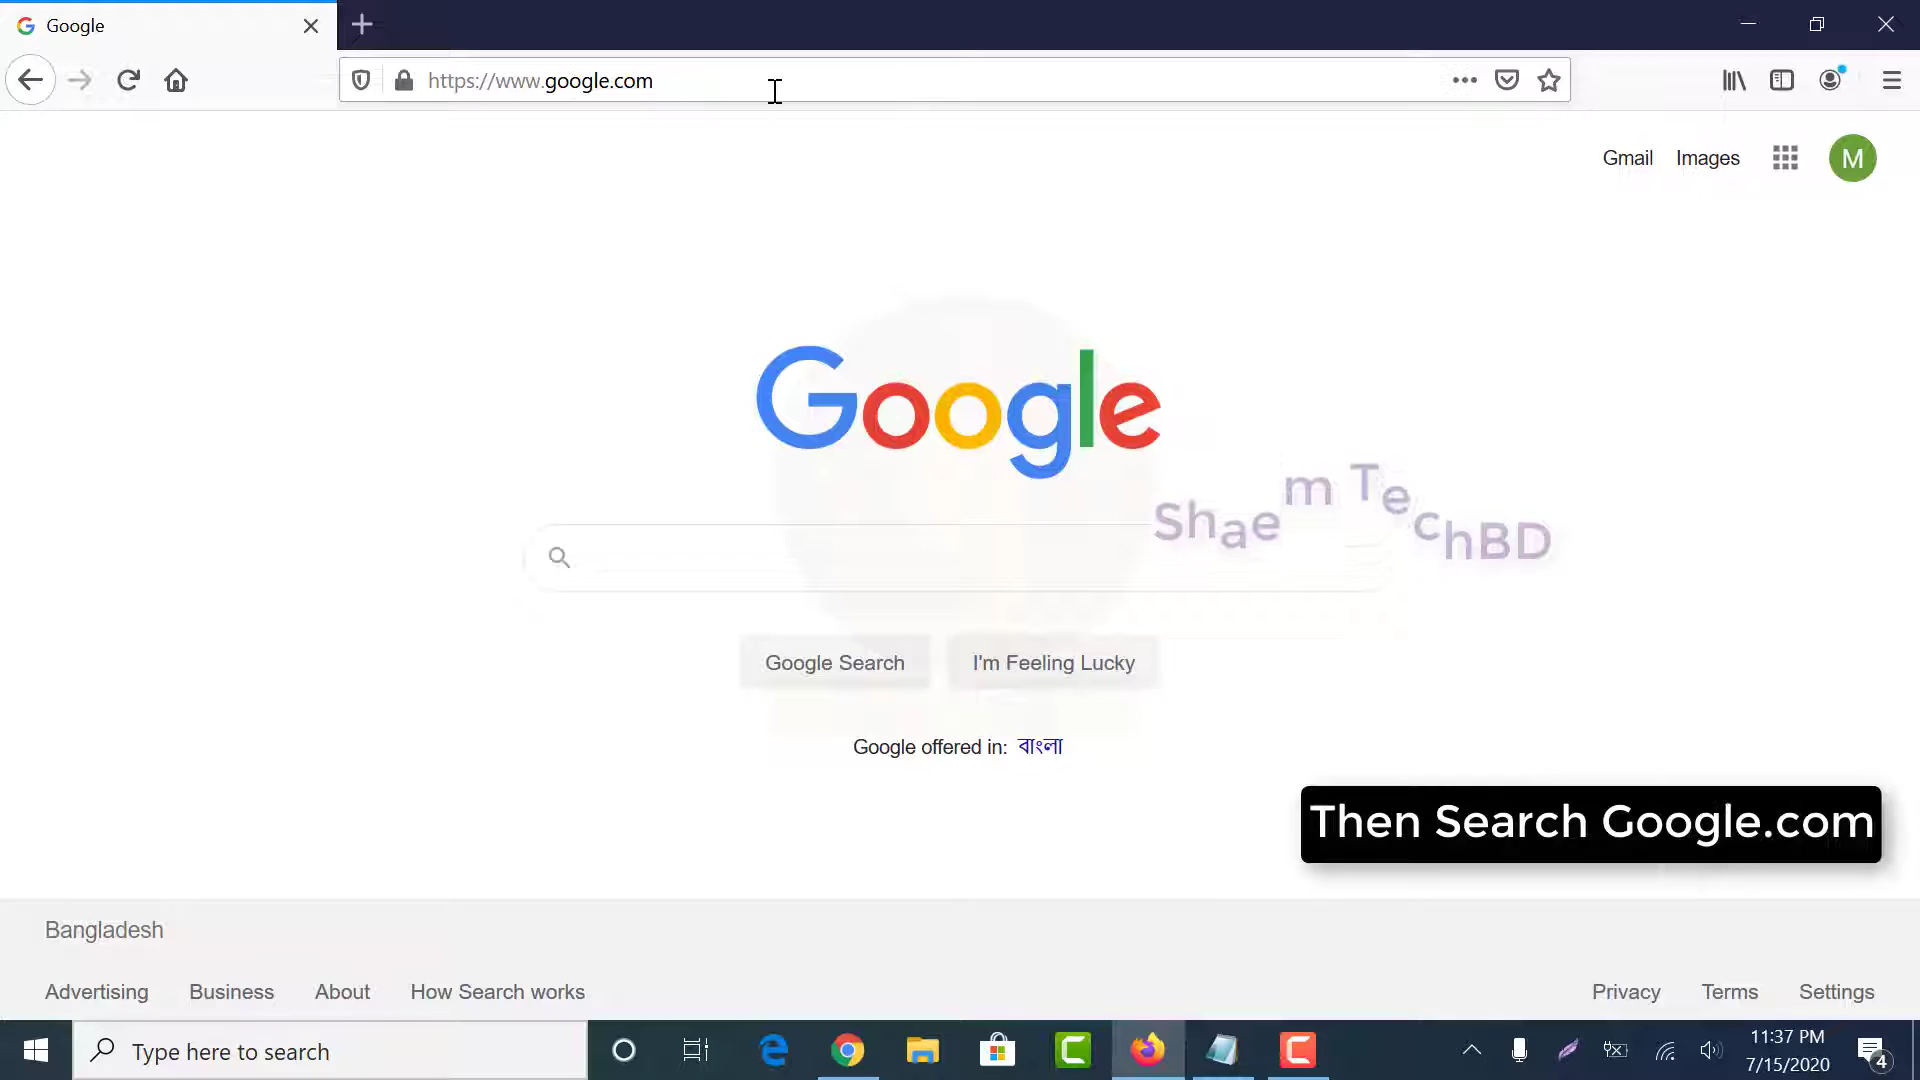 Google
https://www.google.com
Gmail
Images
M
Google
Shaem TechBD
Google Search
I'm Feeling Lucky
Google offered in: বাংলা
Then Search Google.com
Bangladesh
Advertising
Business
About
How Search works
Privacy
Terms
Settings
Type here to search
11:37 PM
7/15/2020
4